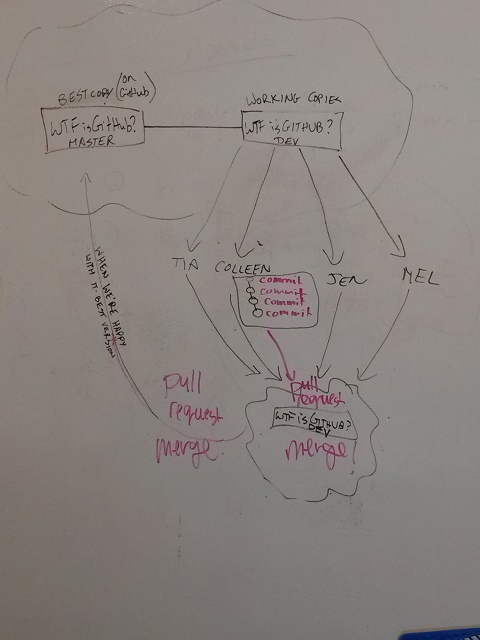 BEST COPY (on GitHub)
WTF is GitHub?
MASTER
WORKING COPIES
WTF is GITHUB?
DEV
TIA
COLLEEN
JEN
MEL
commit
commit
commit
commit
WHEN WE'RE HAPPY
WITH IT. BEST VERSION
pull
request
merge
pull
request
WTF is GITHUB?
DEV
merge